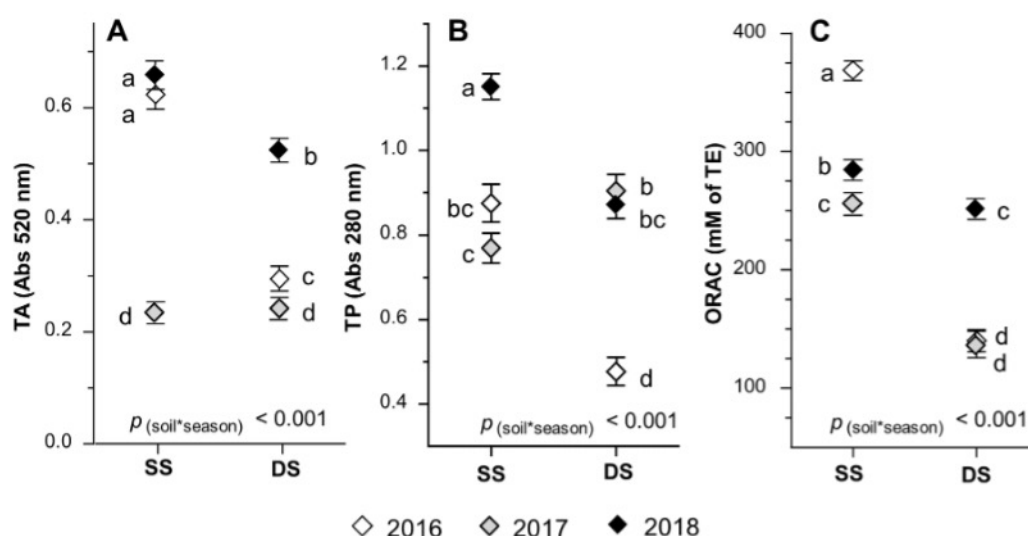 A
TA (Abs 520 nm)
0.6
0.4
0.2
0.0
a
a
d
b
c
d
p (soil*season) < 0.001
SS DS
B
TP (Abs 280 nm)
1.2
1.0
0.8
0.6
0.4
a
bc
c
b
bc
d
p (soil*season) < 0.001
SS DS
C
ORAC (mM of TE)
400
300
250
200
100
a
b
c
c
d
d
p (soil*season) < 0.001
SS DS
2016 2017 2018